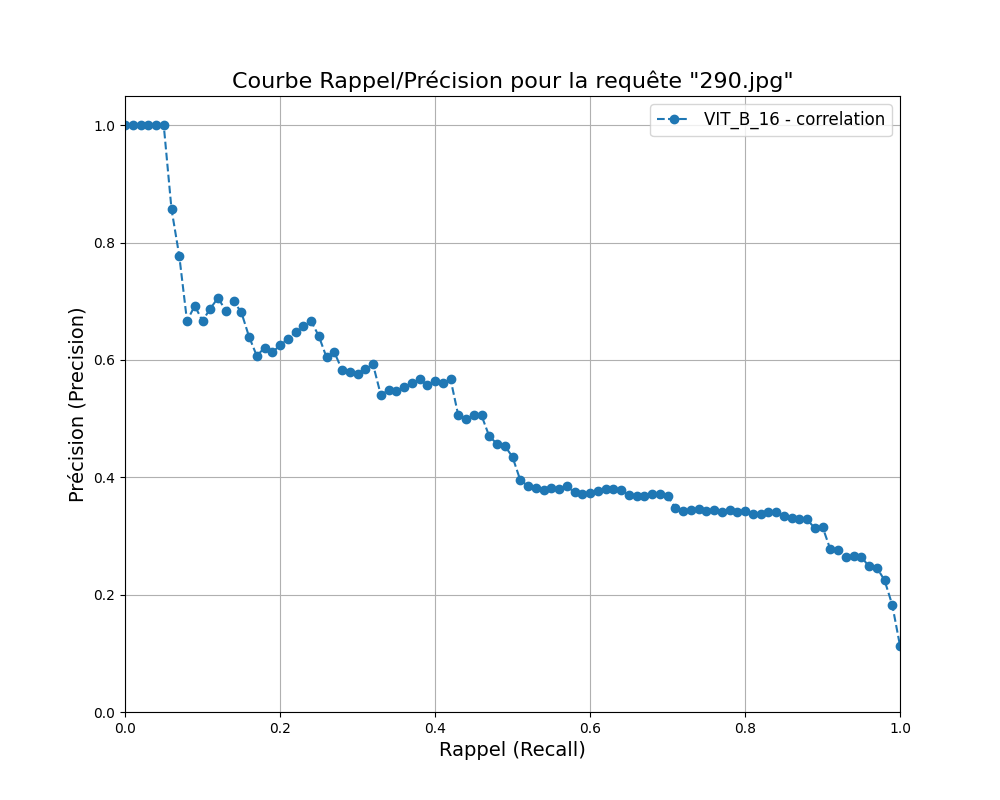 Courbe Rappel/Précision pour la requête "290.jpg"
VIT_B_16 - correlation
1.0
0.8
0.6
0.4
0.2
0.0
Précision (Precision)
0.0 0.2 0.4 0.6 0.8 1.0
Rappel (Recall)